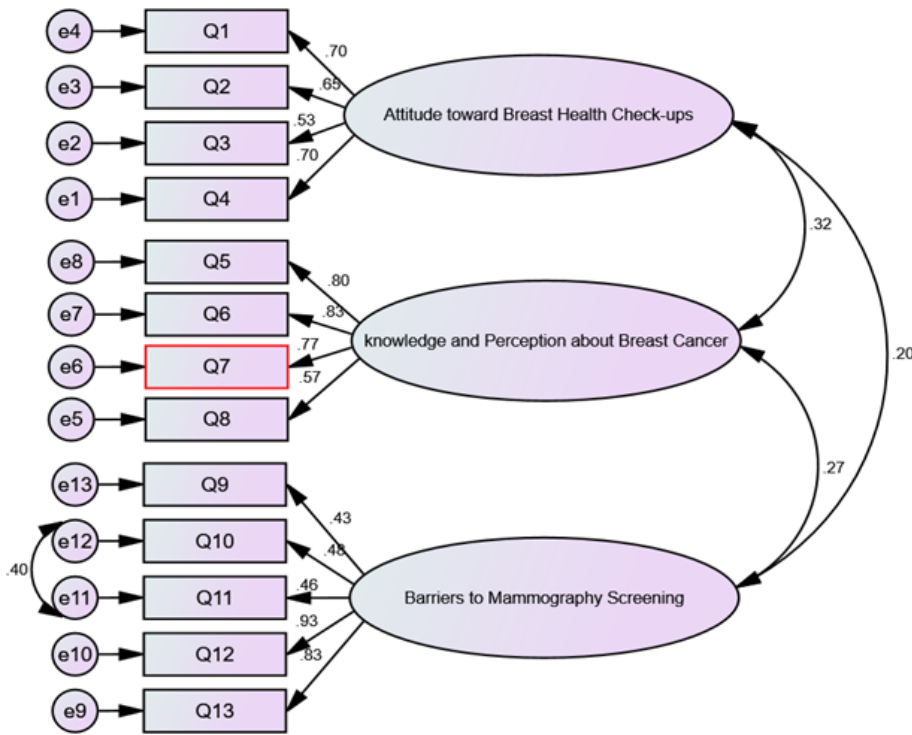 e4
Q1
.70
e3
Q2
.65
Attitude toward Breast Health Check-ups
.53
e2
Q3
.70
e1
Q4
.32
e8
Q5
.80
e7
Q6
.83
knowledge and Perception about Breast Cancer
.77
e6
Q7
.20
.57
e5
Q8
.27
e13
Q9
.43
e12
Q10
.48
.40
e11
Q11
.46
Barriers to Mammography Screening
.93
e10
Q12
.83
e9
Q13